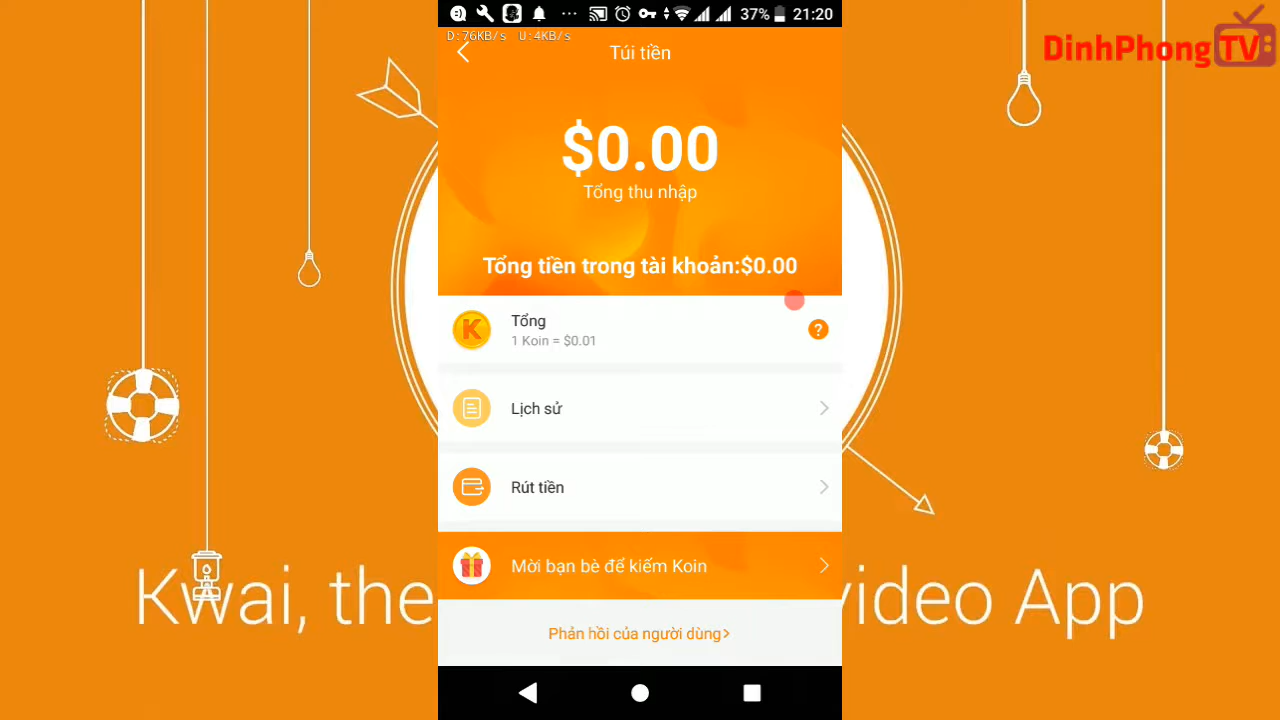 37% 21:20
D:76KB/s U:4KB/s
DinhPhongTV
Túi tiền
$0.00
Tổng thu nhập
Tổng tiền trong tài khoản:$0.00
K
Tổng
1 Koin = $0.01
?
Lịch sử
Rút tiền
Mời bạn bè để kiếm Koin
Kwai, the video App
Phản hồi của người dùng>